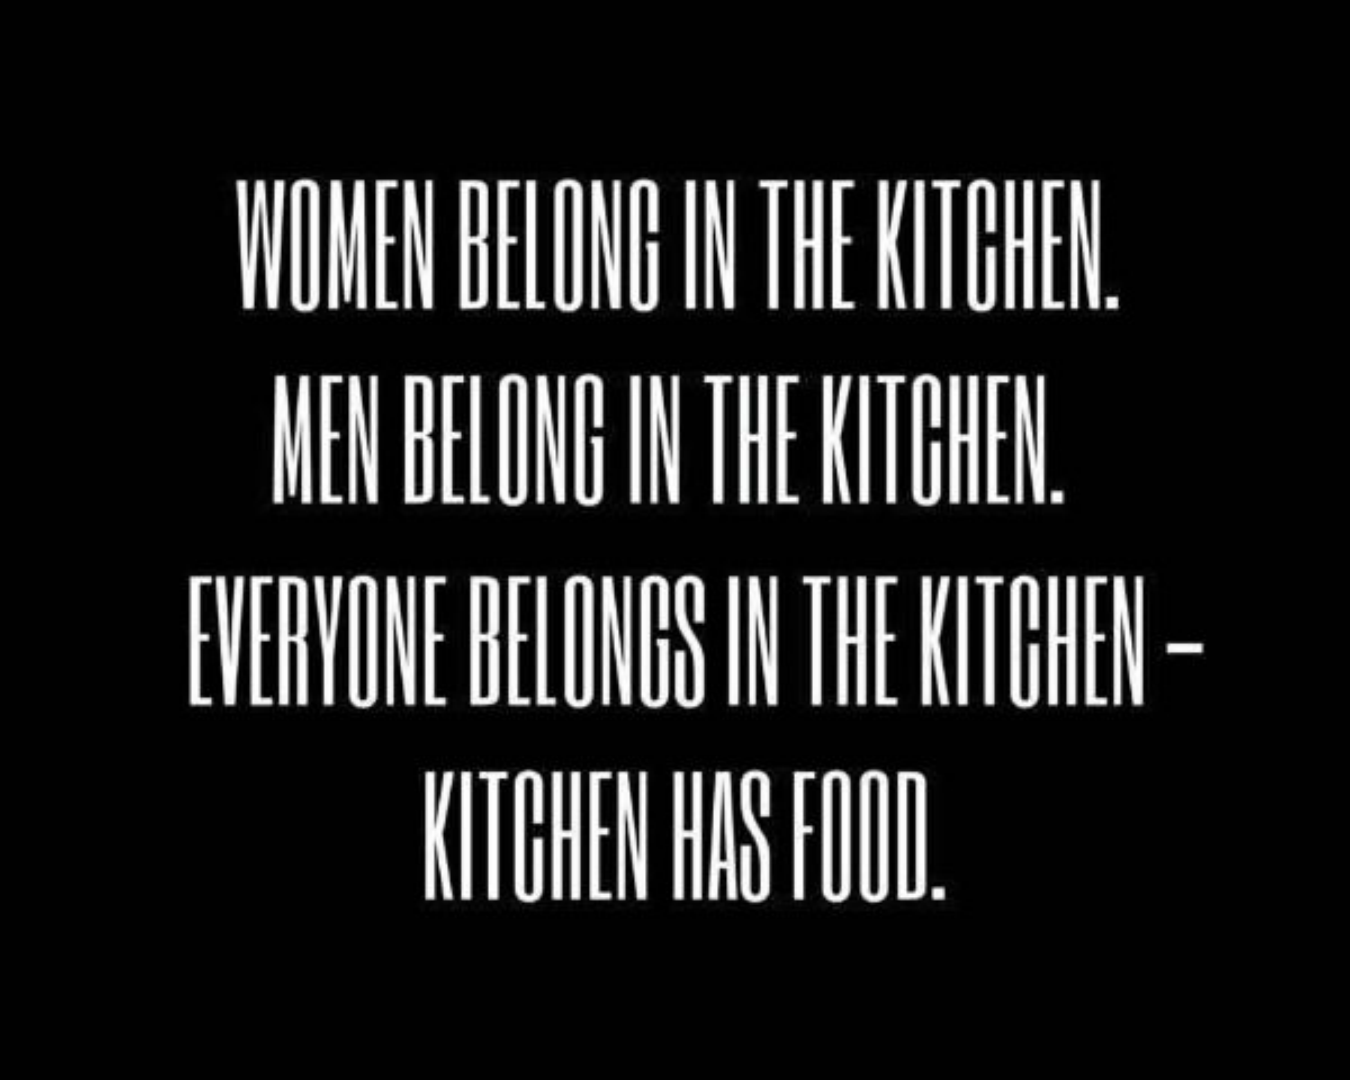 WOMEN BELONG IN THE KITCHEN.
MEN BELONG IN THE KITCHEN.
EVERYONE BELONGS IN THE KITCHEN –
KITCHEN HAS FOOD.